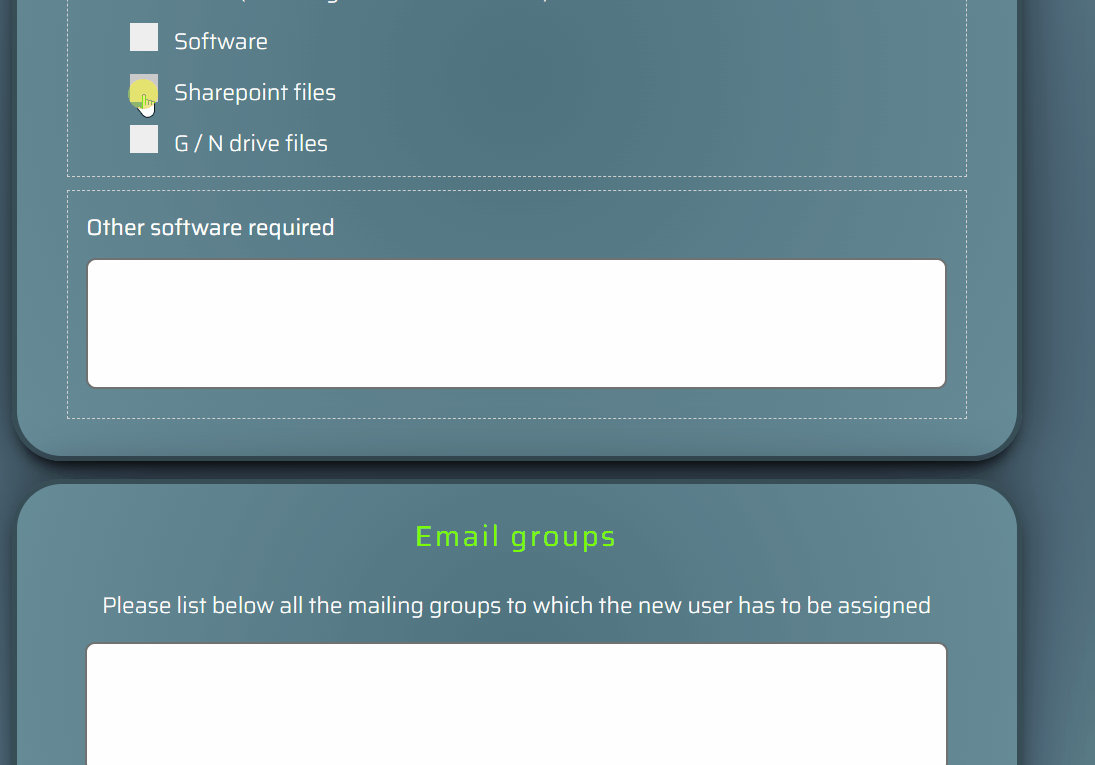 Software
Sharepoint files
G / N drive files
Other software required
Email groups
Please list below all the mailing groups to which the new user has to be assigned